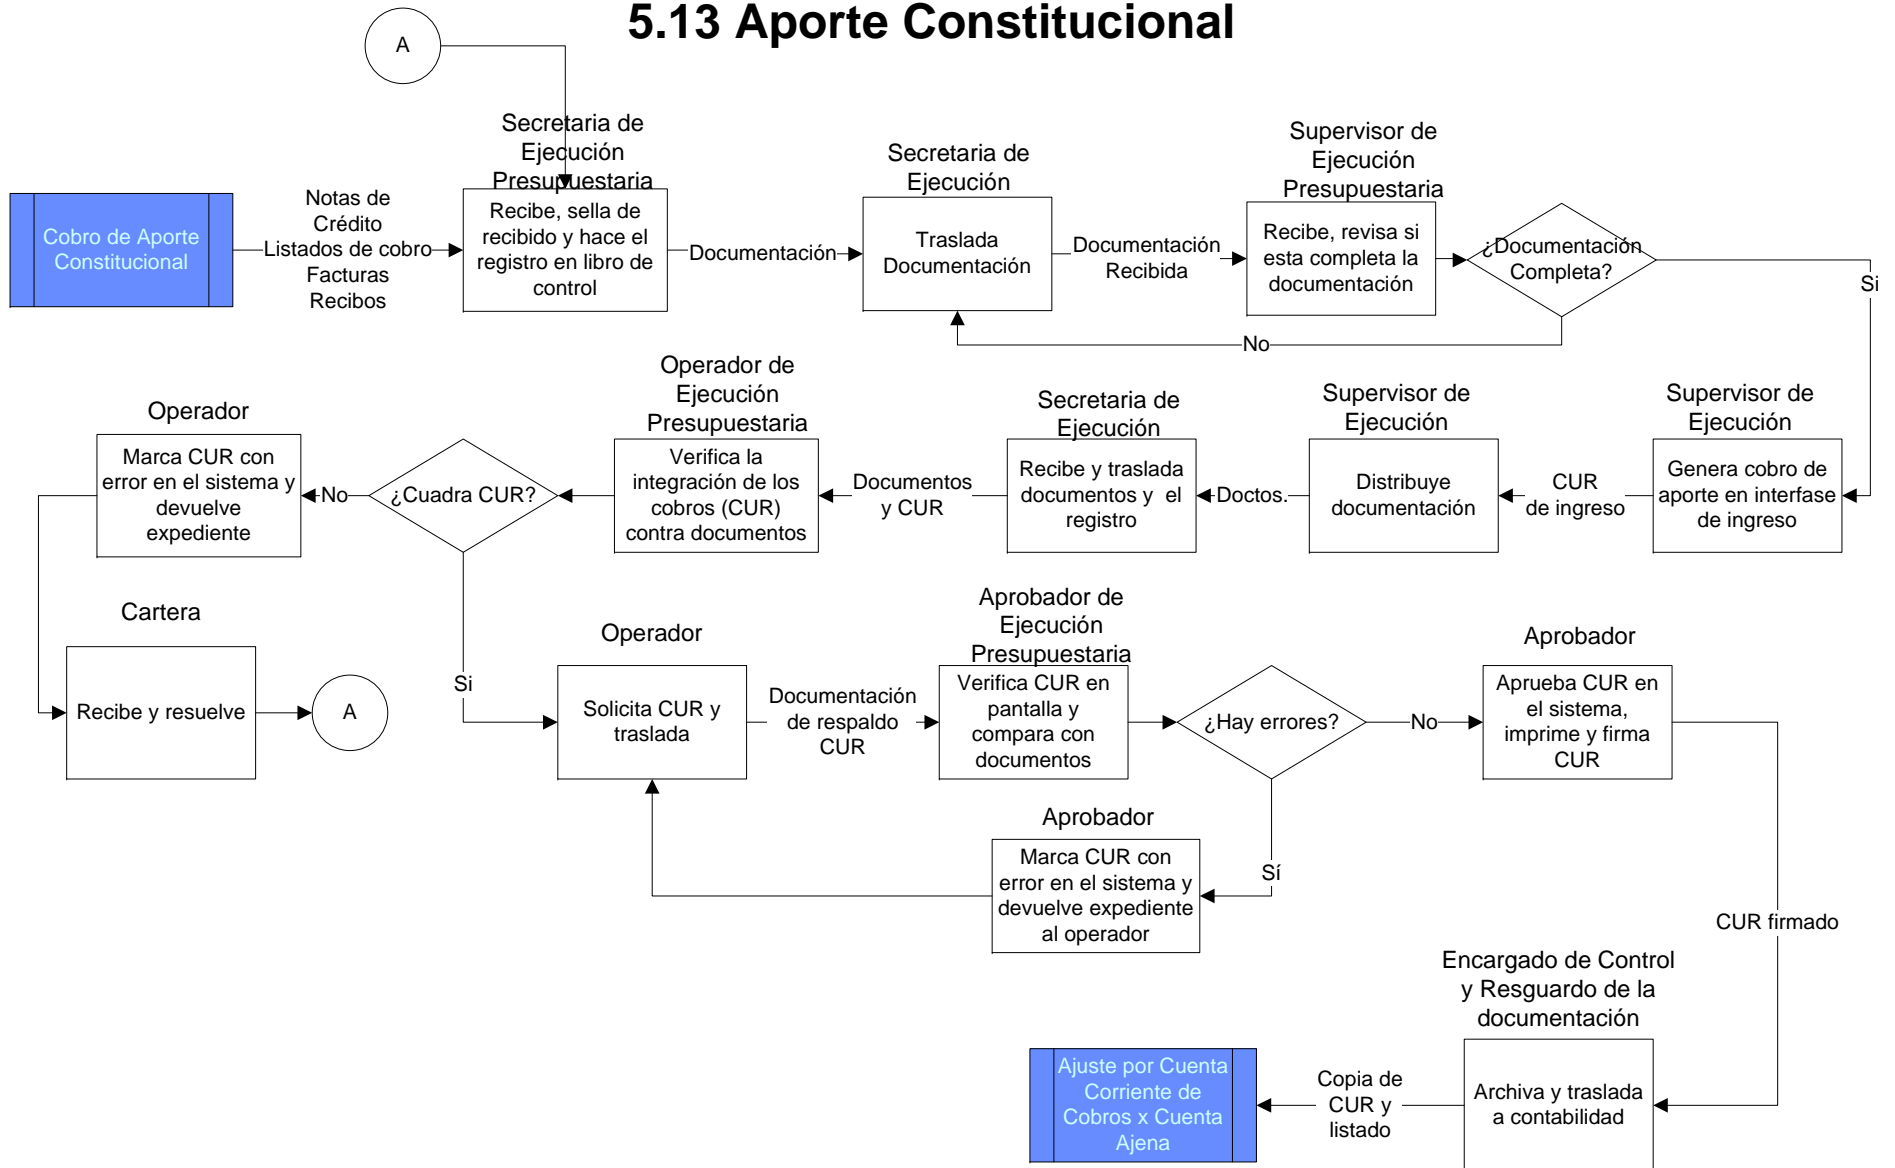 5.13 Aporte Constitucional
A
Secretaria de
Ejecución
Presupuestaria
Secretaria de
Ejecución
Supervisor de
Ejecución
Presupuestaria
Cobro de Aporte
Constitucional
Notas de
Crédito
Listados de cobro
Facturas
Recibos
Recibe, sella de
recibido y hace el
registro en libro de
control
Documentación
Traslada
Documentación
Documentación
Recibida
Recibe, revisa si
esta completa la
documentación
¿Documentación
Completa?
Si
No
Supervisor de
Ejecución
Genera cobro de
aporte en interfase
de ingreso
CUR
de ingreso
Supervisor de
Ejecución
Distribuye
documentación
Doctos.
Secretaria de
Ejecución
Recibe y traslada
documentos y  el
registro
Documentos
y CUR
Operador de
Ejecución
Presupuestaria
Verifica la
integración de los
cobros (CUR)
contra documentos
¿Cuadra CUR?
No
Operador
Marca CUR con
error en el sistema y
devuelve
expediente
Cartera
Recibe y resuelve
A
Si
Operador
Solicita CUR y
traslada
Documentación
de respaldo
CUR
Aprobador de
Ejecución
Presupuestaria
Verifica CUR en
pantalla y
compara con
documentos
¿Hay errores?
No
Aprobador
Aprueba CUR en
el sistema,
imprime y firma
CUR
Sí
Aprobador
Marca CUR con
error en el sistema y
devuelve expediente
al operador
CUR firmado
Encargado de Control
y Resguardo de la
documentación
Archiva y traslada
a contabilidad
Copia de
CUR y
listado
Ajuste por Cuenta
Corriente de
Cobros x Cuenta
Ajena